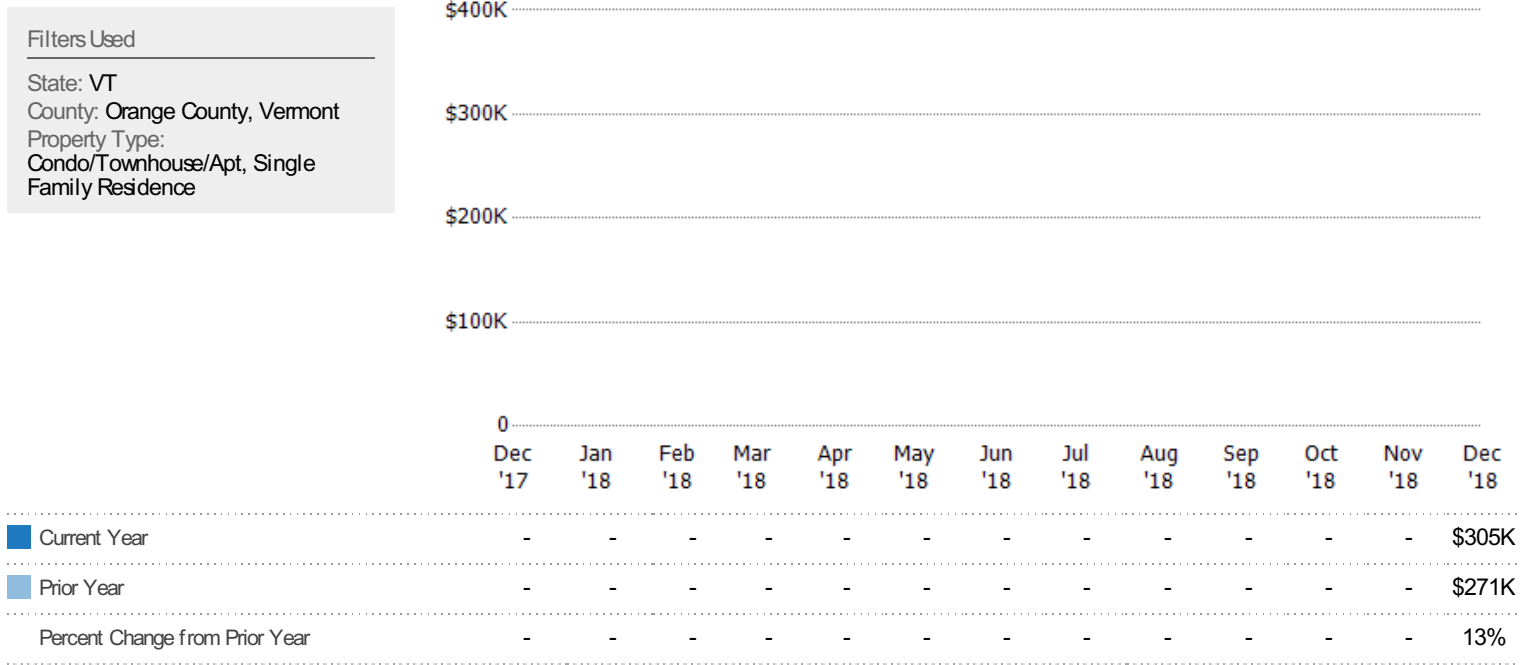 Filters Used
State: VT
County: Orange County, Vermont
Property Type:
Condo/Townhouse/Apt, Single
Family Residence
$400K
$300K
$200K
$100K
0
Dec Jan Feb Mar Apr May Jun Jul Aug Sep Oct Nov Dec
'17 '18 '18 '18 '18 '18 '18 '18 '18 '18 '18 '18 '18
Current Year - - - - - - - - - - - - $305K
Prior Year - - - - - - - - - - - - $271K
Percent Change from Prior Year - - - - - - - - - - - - 13%